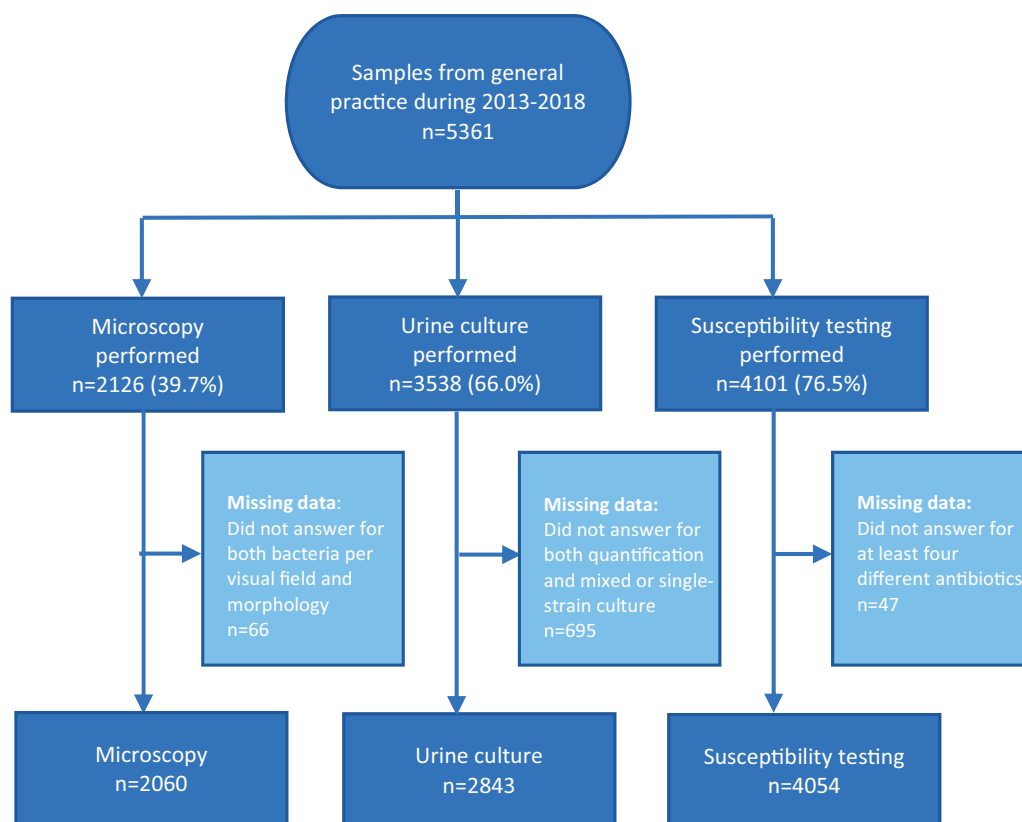 Samples from general
practice during 2013-2018
n=5361
Microscopy
performed
n=2126 (39.7%)
Urine culture
performed
n=3538 (66.0%)
Susceptibility testing
performed
n=4101 (76.5%)
Missing data:
Did not answer for
both bacteria per
visual field and
morphology
n=66
Missing data:
Did not answer for
both quantification
and mixed or single-
strain culture
n=695
Missing data:
Did not answer for
at least four
different antibiotics
n=47
Microscopy
n=2060
Urine culture
n=2843
Susceptibility testing
n=4054